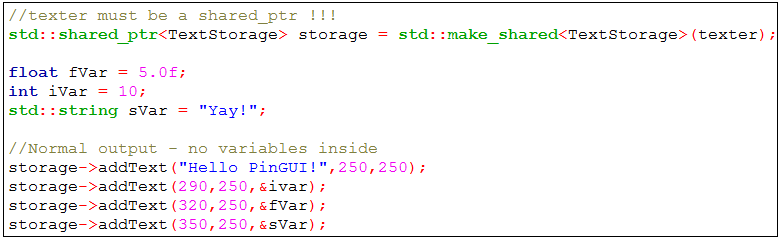 //texter must be a shared_ptr !!!
std::shared_ptr<TextStorage> storage = std::make_shared<TextStorage>(texter);
float fVar = 5.0f;
int iVar = 10;
std::string sVar = "Yay!";
//Normal output - no variables inside
storage->addText("Hello PinGUI!",250,250);
storage->addText(290,250,&ivar);
storage->addText(320,250,&fVar);
storage->addText(350,250,&sVar);